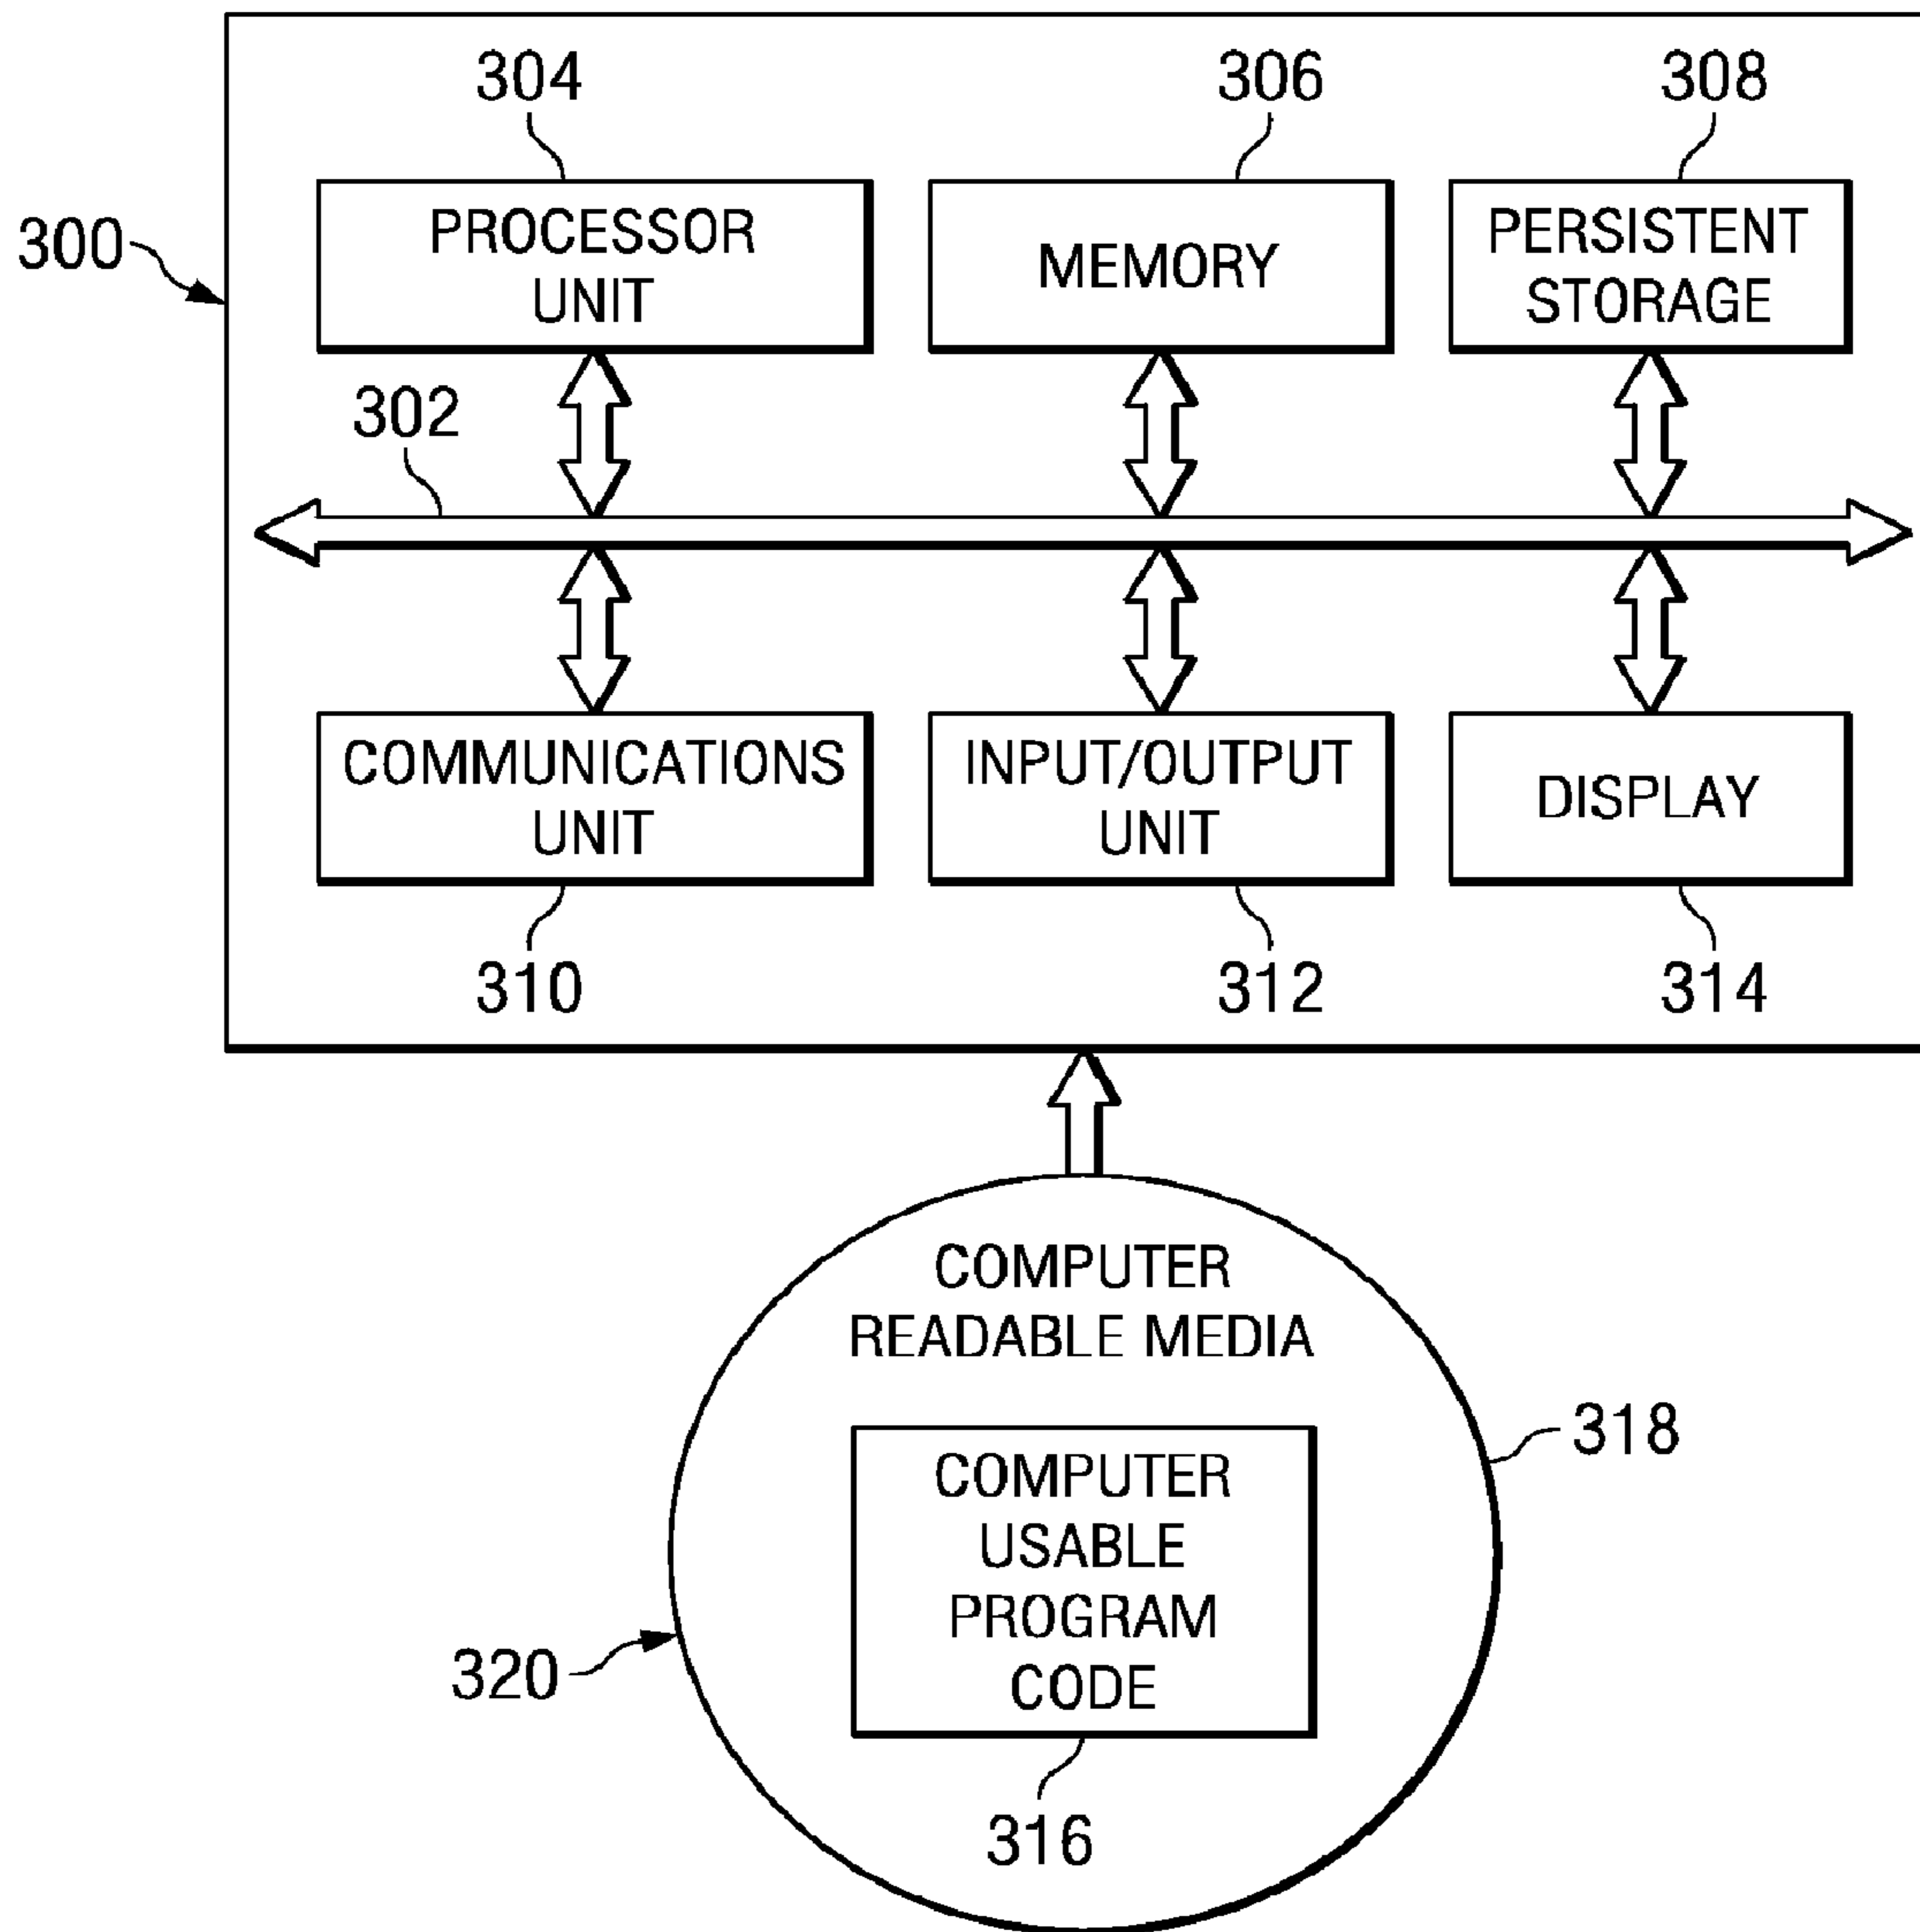 304
306
308
300
PROCESSOR
UNIT
MEMORY
PERSISTENT
STORAGE
302
COMMUNICATIONS
UNIT
INPUT/OUTPUT
UNIT
DISPLAY
310
312
314
COMPUTER
READABLE MEDIA
318
COMPUTER
USABLE
PROGRAM
CODE
320
316